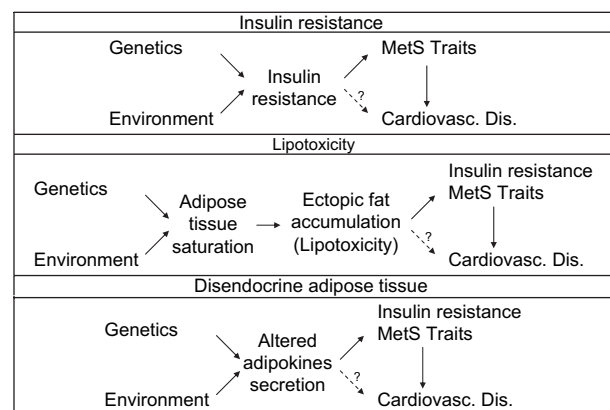 Insulin resistance
Genetics
MetS Traits
Insulin
resistance
?
Environment
Cardiovasc. Dis.
Lipotoxicity
Insulin resistance
MetS Traits
Genetics
Adipose
tissue
saturation
Ectopic fat
accumulation
(Lipotoxicity)
?
Environment
Cardiovasc. Dis.
Disendocrine adipose tissue
Insulin resistance
MetS Traits
Genetics
Altered
adipokines
secretion
?
Environment
Cardiovasc. Dis.